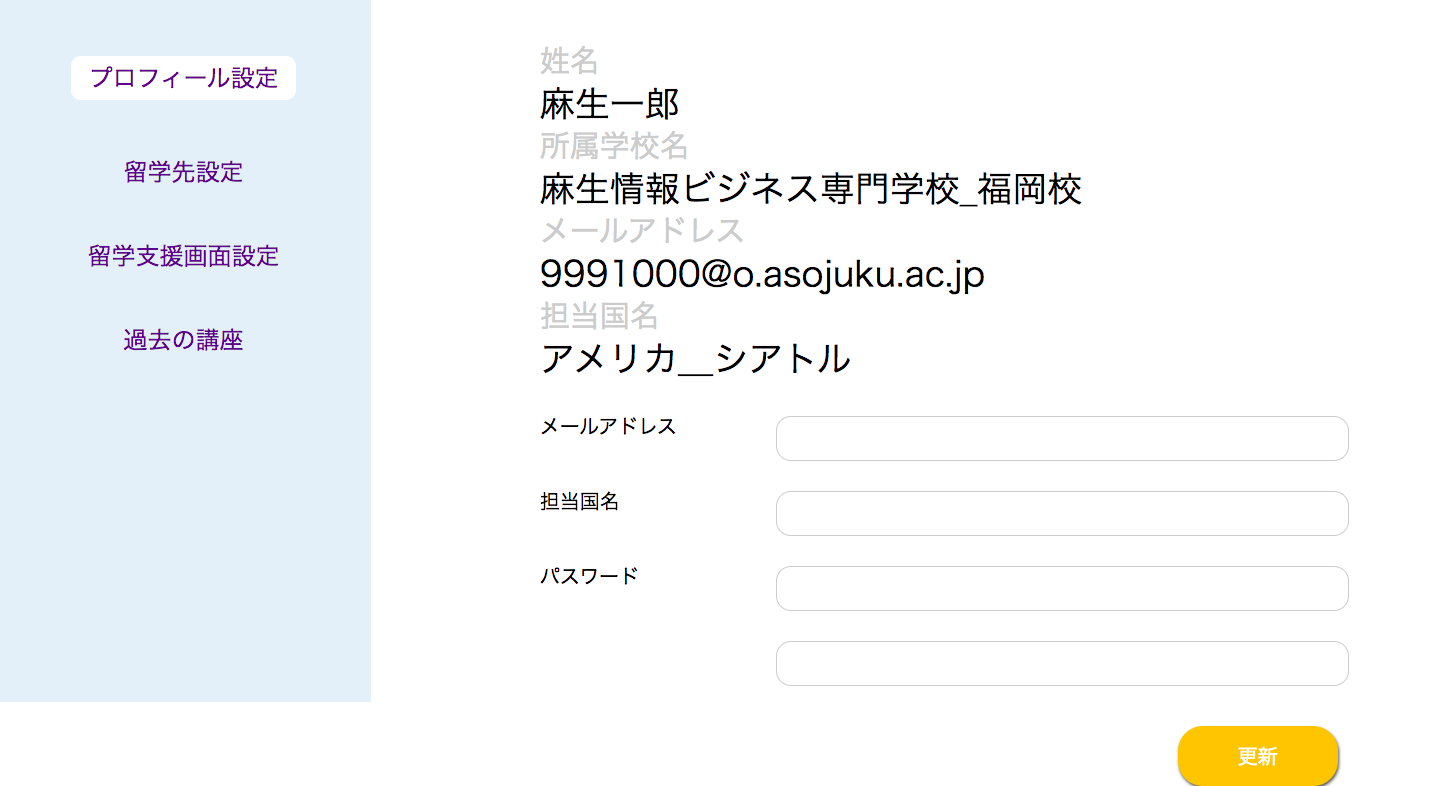 プロフィール設定
留学先設定
留学支援画面設定
過去の講座
姓名
麻生一郎
所属学校名
麻生情報ビジネス専門学校_福岡校
メールアドレス
9991000@o.asojuku.ac.jp
担当国名
アメリカ__シアトル
メールアドレス
担当国名
パスワード
更新